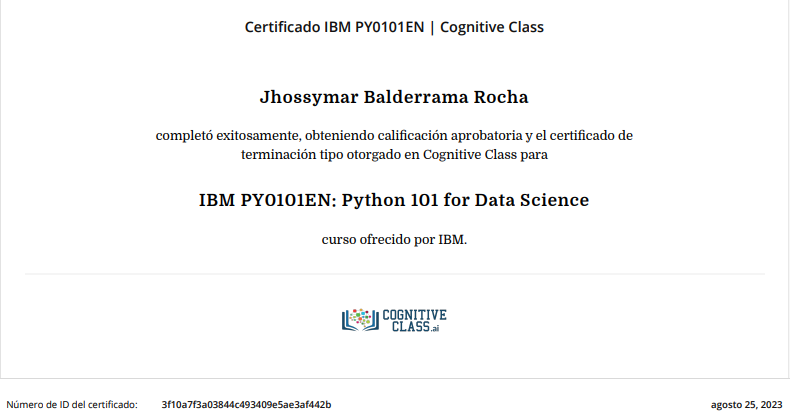 Certificado IBM PY0101EN | Cognitive Class
Jhossymar Balderrama Rocha
completó exitosamente, obteniendo calificación aprobatoria y el certificado de
terminación tipo otorgado en Cognitive Class para
IBM PY0101EN: Python 101 for Data Science
curso ofrecido por IBM.
COGNITIVE
CLASS.ai
Número de ID del certificado: 3f10a7f3a03844c493409e5ae3af442b agosto 25, 2023